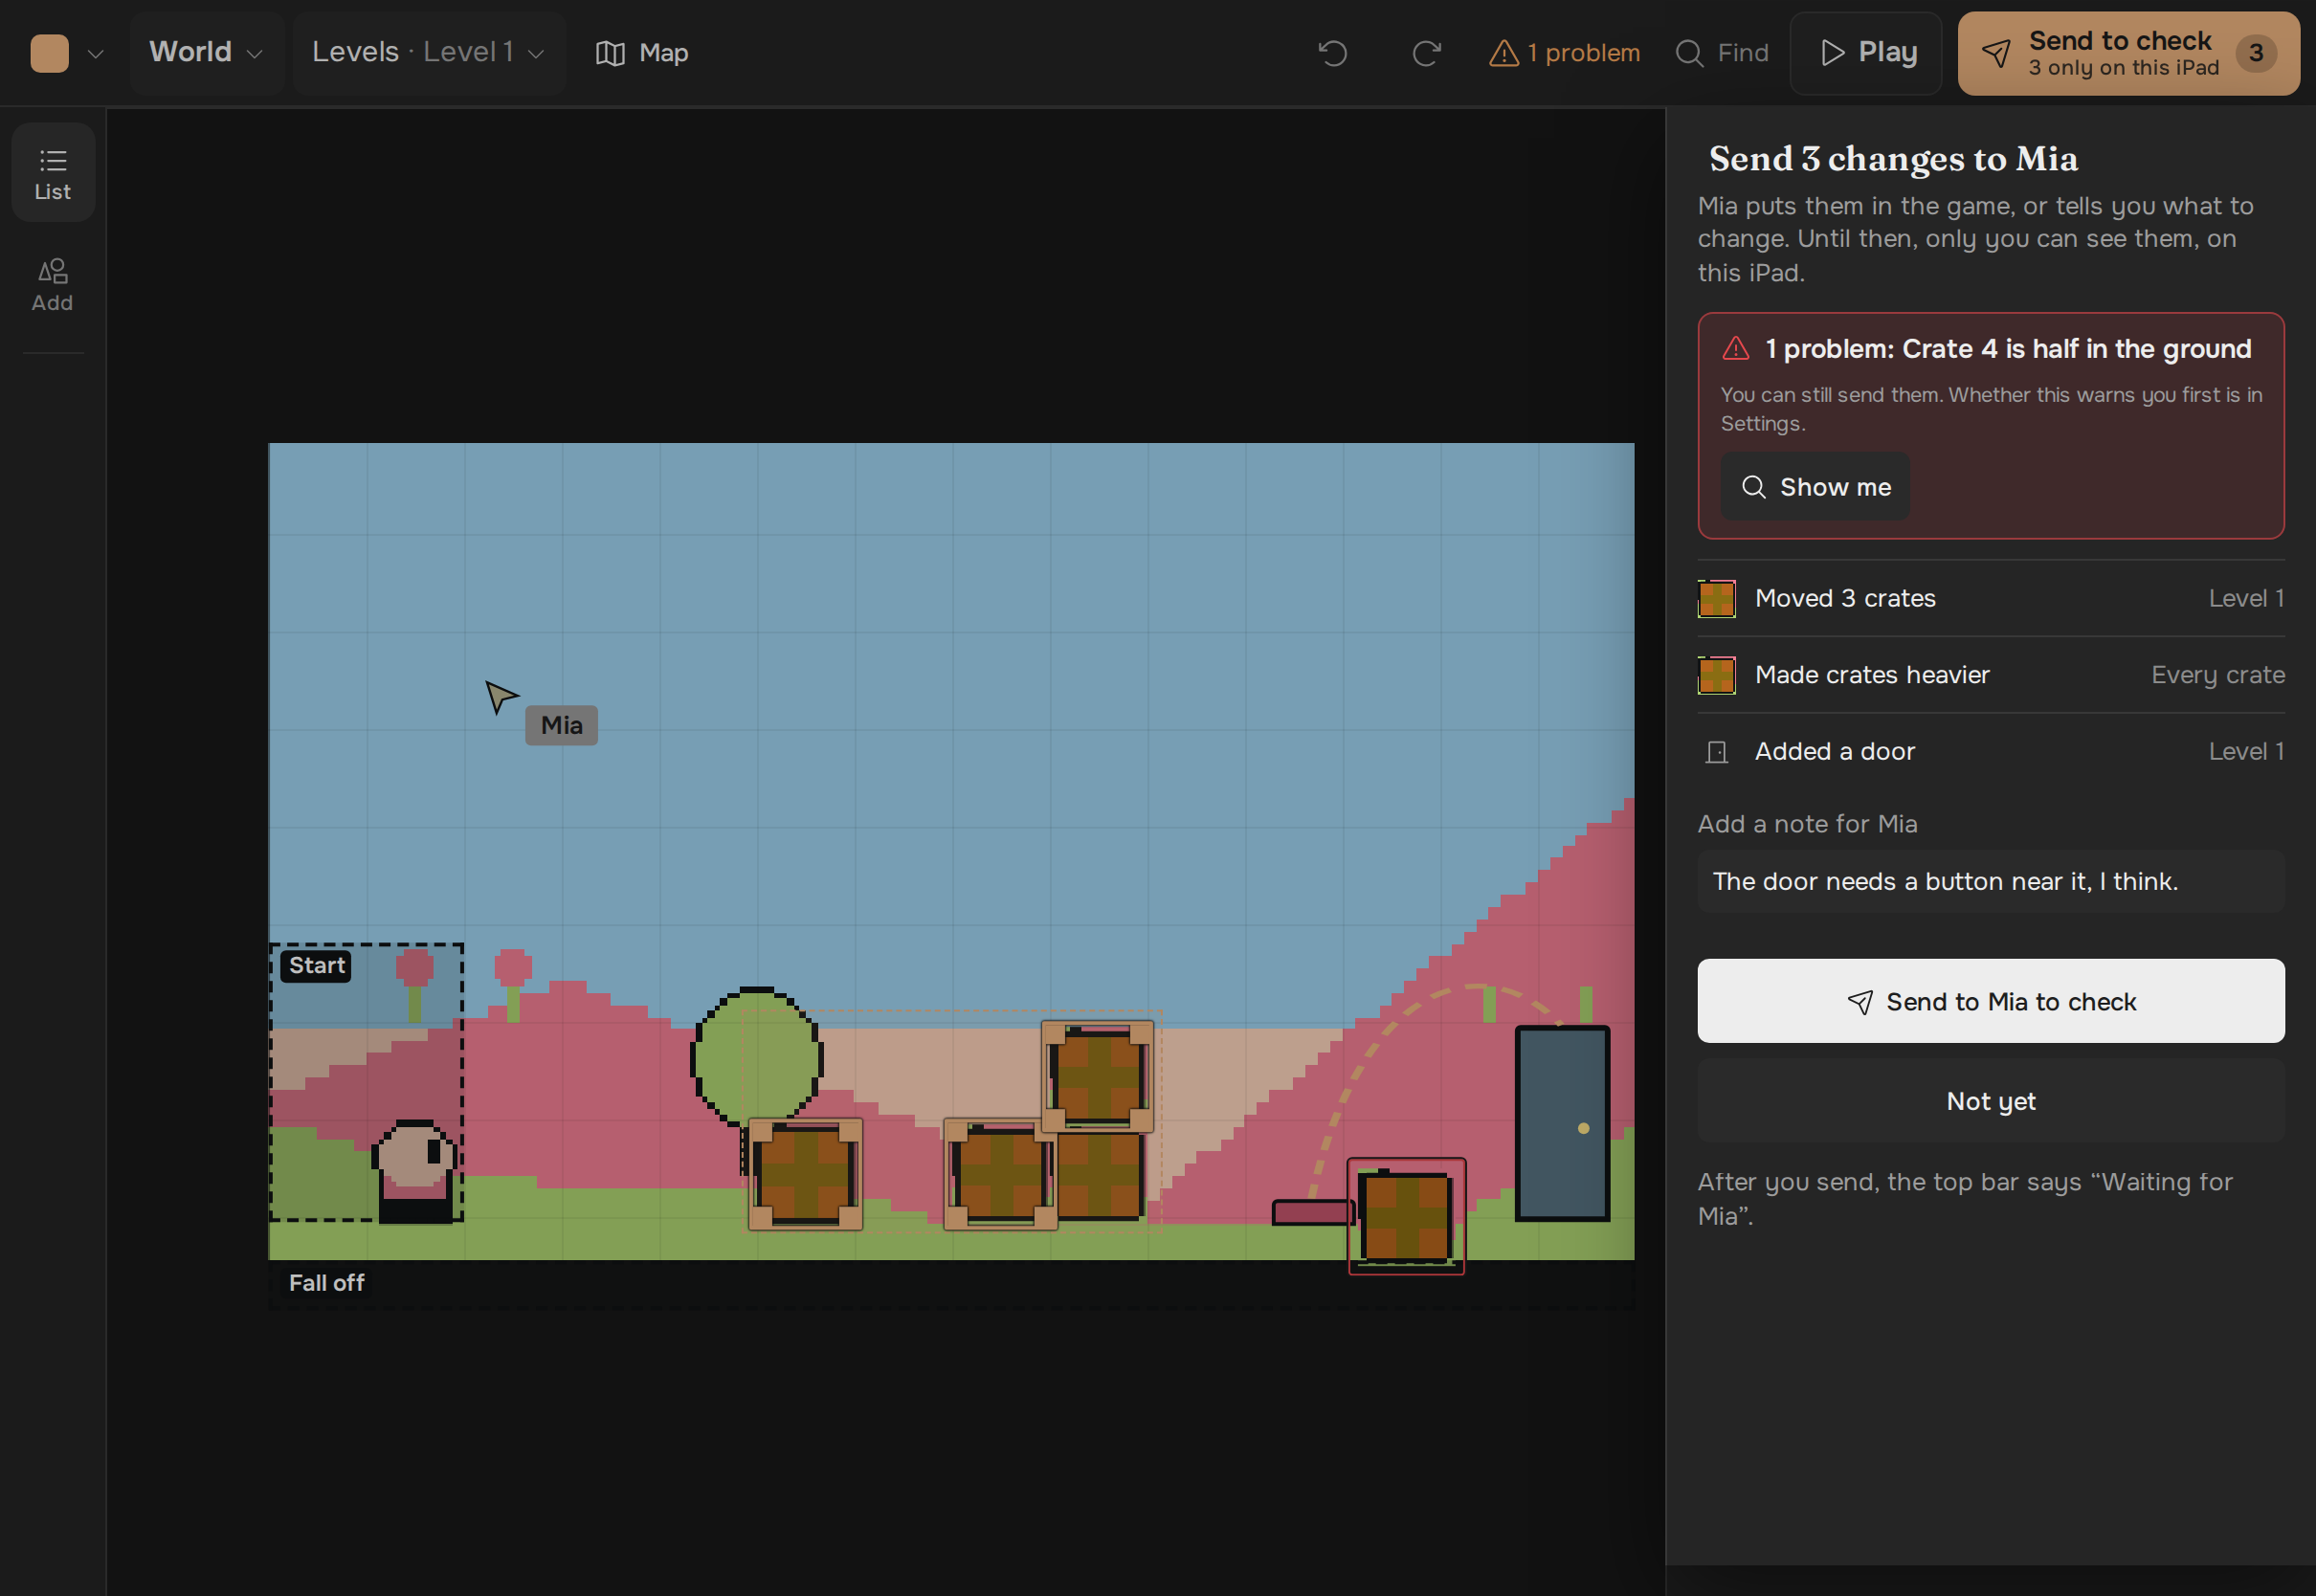 World
Levels · Level 1
Map
1 problem
Find
Play
Send to check
3 only on this iPad
3
List
Add
Mia
Start
Fall off
Send 3 changes to Mia
Mia puts them in the game, or tells you what to
change. Until then, only you can see them, on
this iPad.
1 problem: Crate 4 is half in the ground
You can still send them. Whether this warns you first is in
Settings.
Show me
Moved 3 crates
Level 1
Made crates heavier
Every crate
Added a door
Level 1
Add a note for Mia
The door needs a button near it, I think.
Send to Mia to check
Not yet
After you send, the top bar says “Waiting for
Mia”.